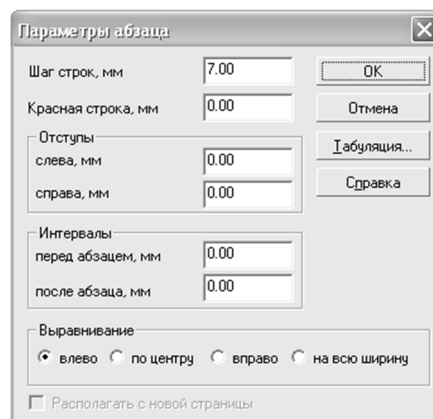 Параметры абзаца
Шаг строк, мм 7.00 OK
Красная строка, мм 0.00 Отмена
Отступы Табуляция...
слева, мм 0.00
справа, мм 0.00 Справка
Интервалы
перед абзацем, мм 0.00
после абзаца, мм 0.00
Выравнивание
влево по центру вправо на всю ширину
Располагать с новой страницы